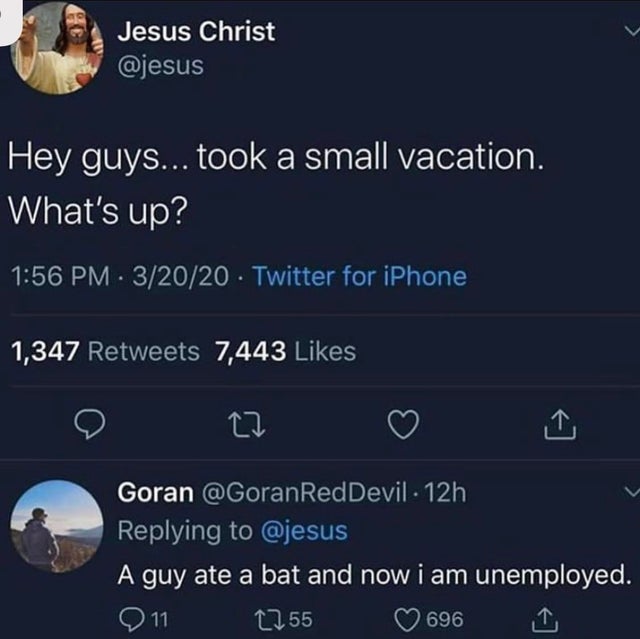 Jesus Christ
@jesus
Hey guys... took a small vacation.
What's up?
1:56 PM · 3/20/20 · Twitter for iPhone
1,347 Retweets 7,443 Likes
Goran @GoranRedDevil · 12h
Replying to @jesus
A guy ate a bat and now i am unemployed.
11 55 696